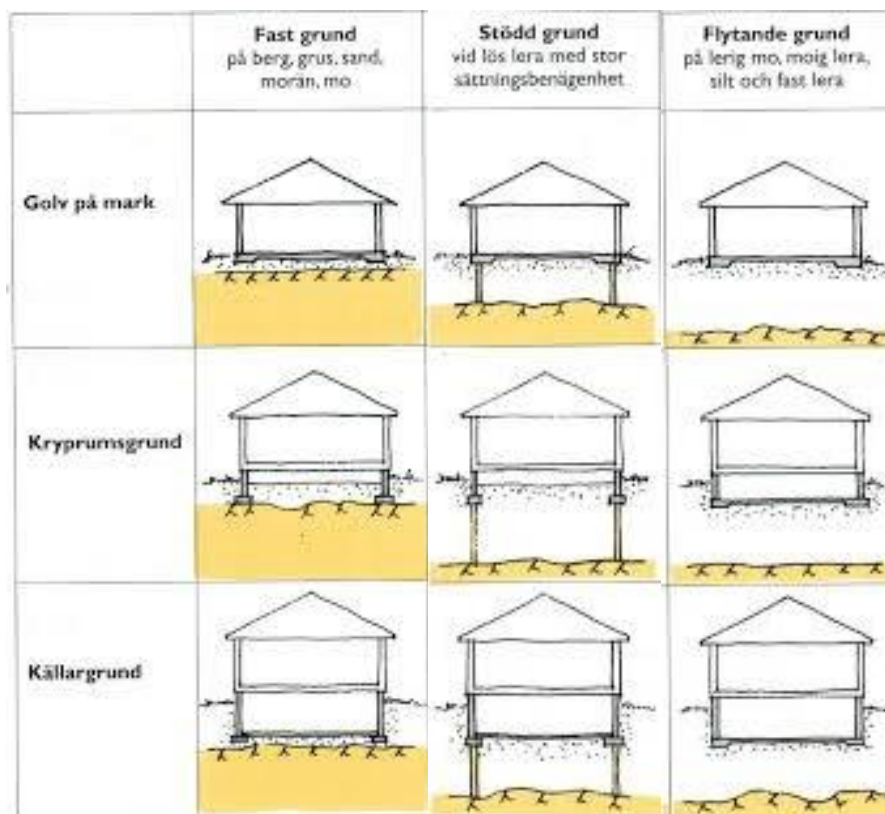 Fast grund
på berg, grus, sand,
morän, mo
Stödd grund
vid lös lera med stor
sättningsbenägenhet
Flytande grund
på lerig mo, moig lera,
silt och fast lera
Golv på mark
Kryprumsgrund
Källargrund